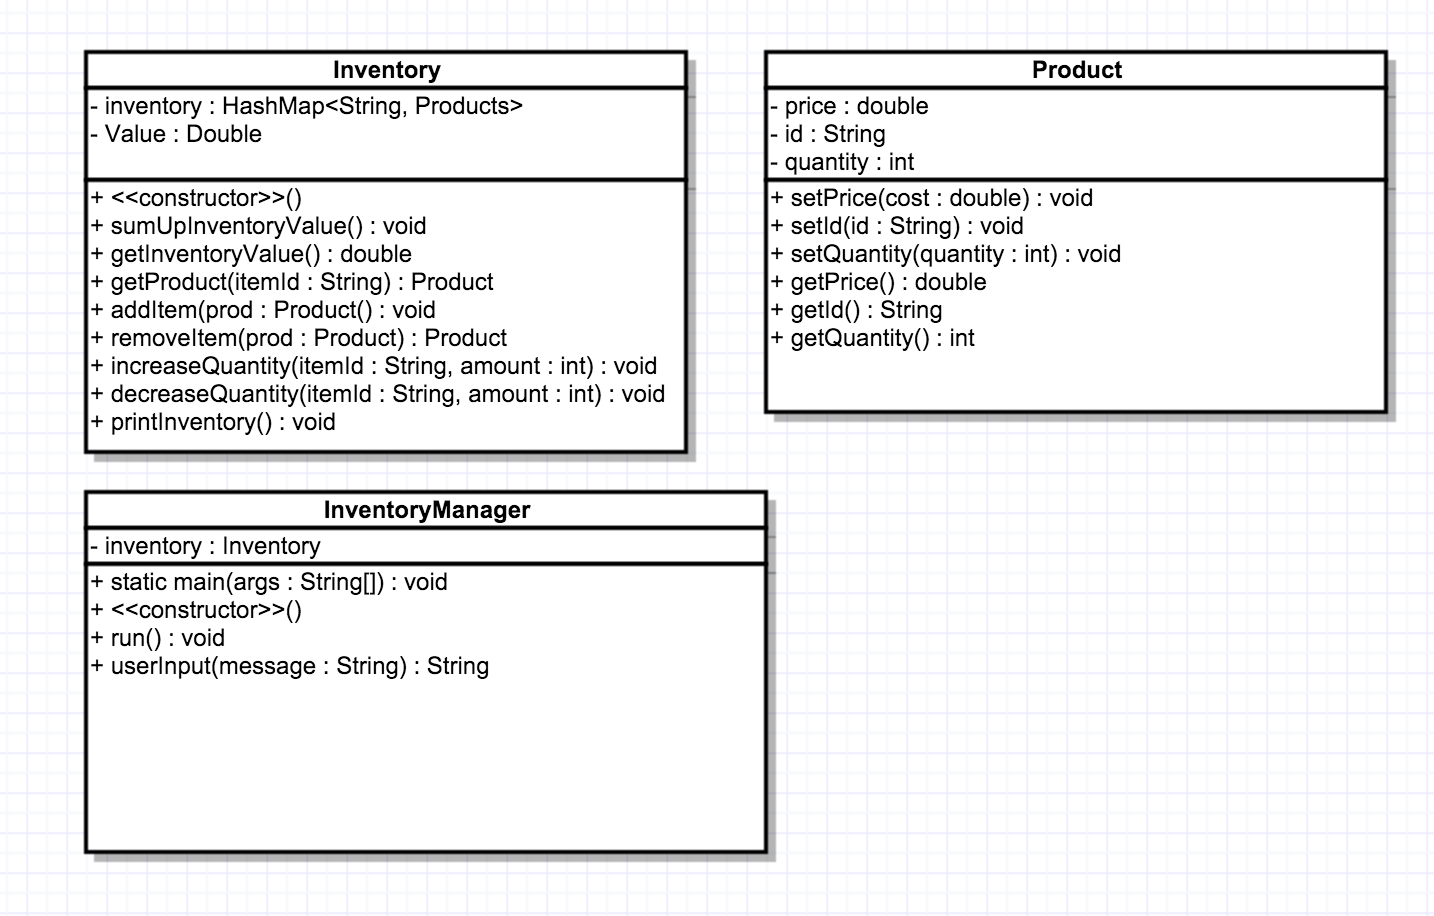 Inventory
- inventory : HashMap<String, Products>
- Value : Double
+ <<constructor>>()
+ sumUpInventoryValue() : void
+ getInventoryValue() : double
+ getProduct(itemId : String) : Product
+ addItem(prod : Product() : void
+ removeItem(prod : Product) : Product
+ increaseQuantity(itemId : String, amount : int) : void
+ decreaseQuantity(itemId : String, amount : int) : void
+ printInventory() : void
Product
- price : double
- id : String
- quantity : int
+ setPrice(cost : double) : void
+ setId(id : String) : void
+ setQuantity(quantity : int) : void
+ getPrice() : double
+ getId() : String
+ getQuantity() : int
InventoryManager
- inventory : Inventory
+ static main(args : String[]) : void
+ <<constructor>>()
+ run() : void
+ userInput(message : String) : String